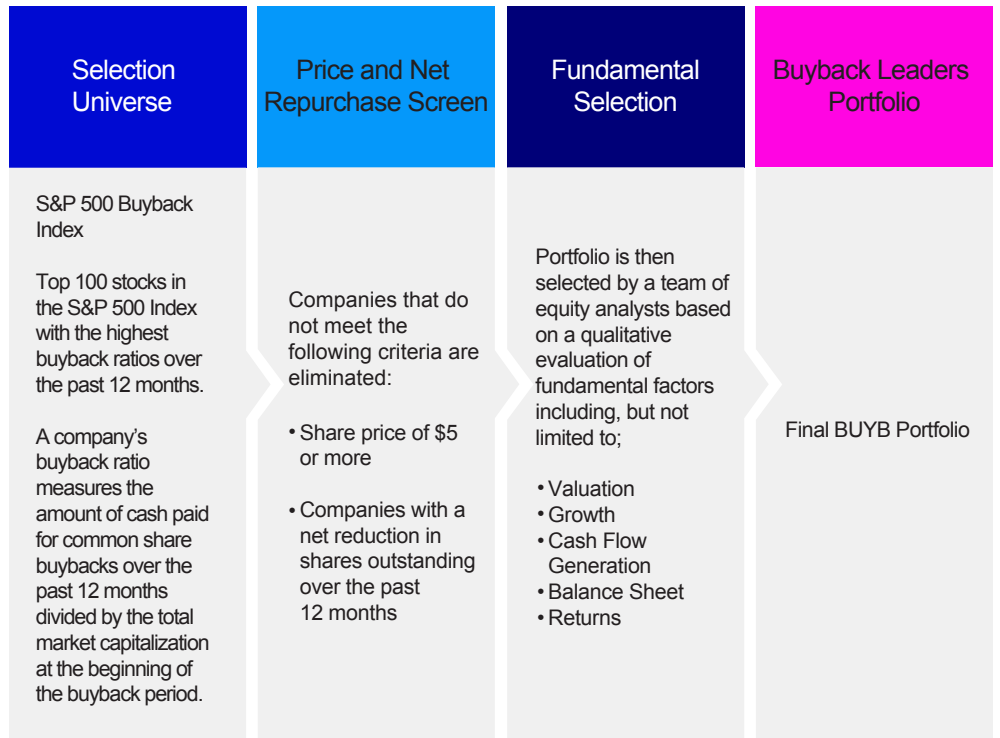 Selection
Universe
S&P 500 Buyback
Index
Top 100 stocks in
the S&P 500 Index
with the highest
buyback ratios over
the past 12 months.
A company's
buyback ratio
measures the
amount of cash paid
for common share
buybacks over the
past 12 months
divided by the total
market capitalization
at the beginning of
the buyback period.
Price and Net
Repurchase Screen
Companies that do
not meet the
following criteria are
eliminated:
• Share price of $5
or more
• Companies with a
net reduction in
shares outstanding
over the past
12 months
Fundamental
Selection
Portfolio is then
selected by a team of
equity analysts based
on a qualitative
evaluation of
fundamental factors
including, but not
limited to;
• Valuation
• Growth
• Cash Flow
Generation
• Balance Sheet
• Returns
Buyback Leaders
Portfolio
Final BUYB Portfolio